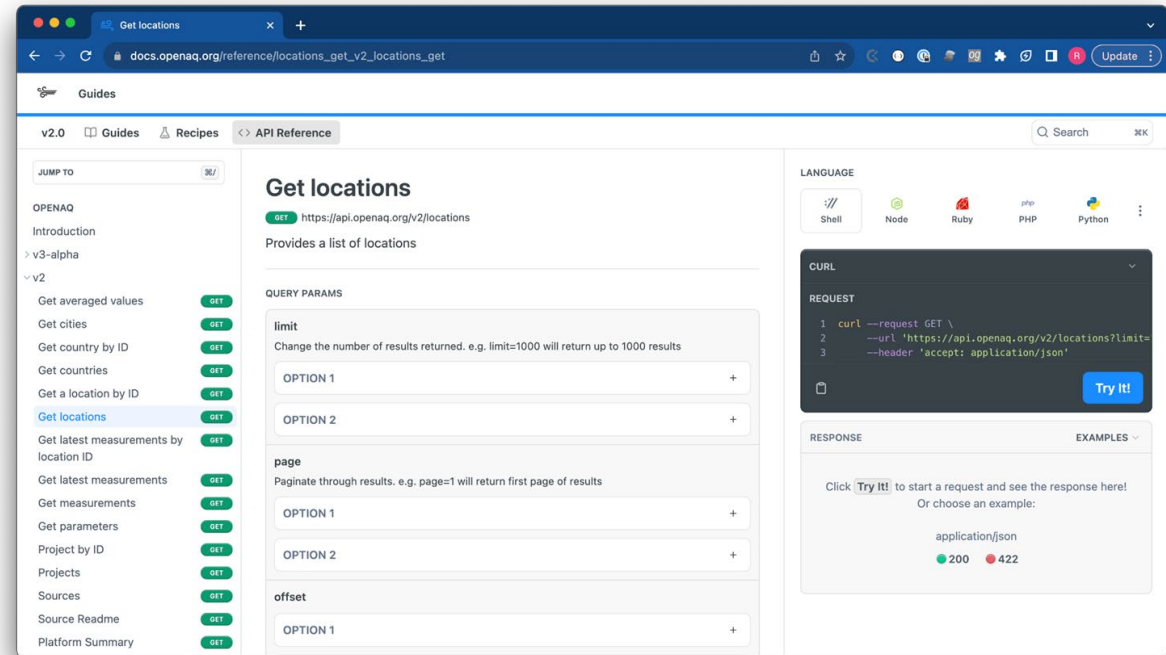 Get locations
docs.openaq.org/reference/locations_get_v2_locations_get
og
R
Update
Guides
v2.0 Guides Recipes <> API Reference
Search ⌘K
JUMP TO ⌘/
OPENAQ
Introduction
v3-alpha
v2
Get averaged values GET
Get cities GET
Get country by ID GET
Get countries GET
Get a location by ID GET
Get locations GET
Get latest measurements by GET
location ID
Get latest measurements GET
Get measurements GET
Get parameters GET
Project by ID GET
Projects GET
Sources GET
Source Readme GET
Platform Summary GET
Get locations
GET https://api.openaq.org/v2/locations
Provides a list of locations
QUERY PARAMS
limit
Change the number of results returned. e.g. limit=1000 will return up to 1000 results
OPTION 1 +
OPTION 2 +
page
Paginate through results. e.g. page=1 will return first page of results
OPTION 1 +
OPTION 2 +
offset
OPTION 1 +
LANGUAGE
php
Shell Node Ruby PHP Python
CURL
REQUEST
1 curl --request GET \
2 --url 'https://api.openaq.org/v2/locations?limit=
3 --header 'accept: application/json'
Try It!
RESPONSE EXAMPLES
Click Try It! to start a request and see the response here!
Or choose an example:
application/json
200 422